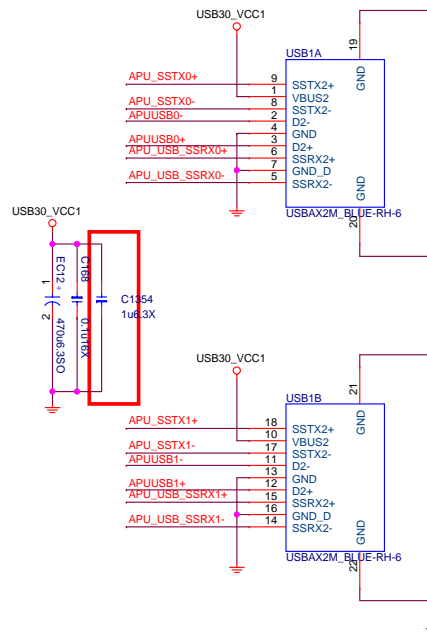 USB30_VCC1
19
USB1A
GND
APU_SSTX0+
9
SSTX2+
1
VBUS2
APU_SSTX0-
8
SSTX2-
APUUSB0-
2
D2-
4
GND
APUUSB0+
3
D2+
APU_USB_SSRX0+
6
SSRX2+
7
GND_D
APU_USB_SSRX0-
5
SSRX2-
GND
20
USBAX2M_BLUE-RH-6
USB30_VCC1
1
EC12
+
2
470u6.3SO
C168
0.1u16X
C1354
1u6.3X
USB30_VCC1
21
USB1B
GND
APU_SSTX1+
18
SSTX2+
10
VBUS2
APU_SSTX1-
17
SSTX2-
APUUSB1-
11
D2-
13
GND
APUUSB1+
12
D2+
APU_USB_SSRX1+
15
SSRX2+
16
GND_D
APU_USB_SSRX1-
14
SSRX2-
GND
22
USBAX2M_BLUE-RH-6